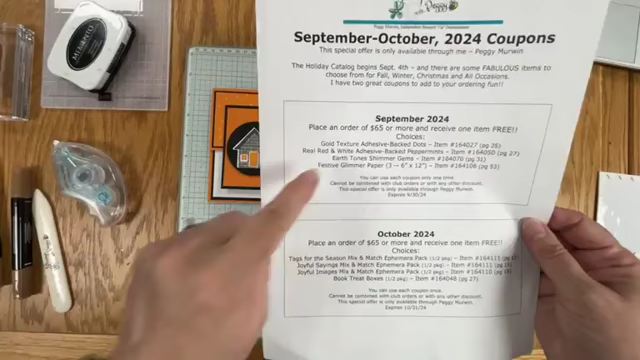 Peggy Murwin, Independent Stampin' Up! Demonstrator
September-October, 2024 Coupons
This special offer is only available through me – Peggy Murwin
The Holiday Catalog begins Sept. 4th – and there are some FABULOUS items to
choose from for Fall, Winter, Christmas and All Occasions.
I have two great coupons to add to your ordering fun!!
September 2024
Place an order of $65 or more and receive one item FREE!!
Choices:
Gold Texture Adhesive-Backed Dots – Item #164027 (pg 25)
Real Red & White Adhesive-Backed Peppermints – Item #164050 (pg 27)
Earth Tones Shimmer Gems – Item #164070 (pg 31)
Festive Glimmer Paper (3 – 6" x 12") – Item #164106 (pg 53)
You can use each coupon only one time.
Cannot be combined with club orders or with any other discount.
This special offer is only available through Peggy Murwin.
Expires 9/30/24
October 2024
Place an order of $65 or more and receive one item FREE!!
Choices:
Tags for the Season Mix & Match Ephemera Pack (1/2 pkg) – Item #164111 (pg
Joyful Sayings Mix & Match Ephemera Pack (1/2 pkg) – Item #164111 (pg
Joyful Images Mix & Match Ephemera Pack (1/2 pkg) – Item #164110 (pg
Book Treat Boxes (1/2 pkg) – Item #164048 (pg 27)
You can use each coupon once.
Cannot be combined with club orders or with any other discount.
This special offer is only available through Peggy Murwin.
Expires 10/31/24
MEMENTO